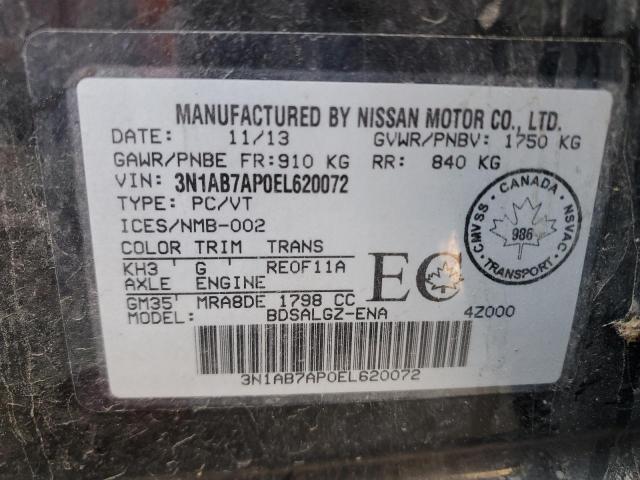 MANUFACTURED BY NISSAN MOTOR CO., LTD.
DATE: 11/13 GVWR/PNBV: 1750 KG
GAWR/PNBE FR:910 KG RR: 840 KG
VIN: 3N1AB7AP0EL620072
TYPE: PC/VT
ICES/NMB-002
COLOR TRIM TRANS
KH3 G REOF11A
AXLE ENGINE
GM35 MRA8DE 1798 CC
MODEL: BDSALGZ-ENA 4Z000
3N1AB7AP0EL620072
EC
CANADA
CMVSS 986 NSVAC
TRANSPORT